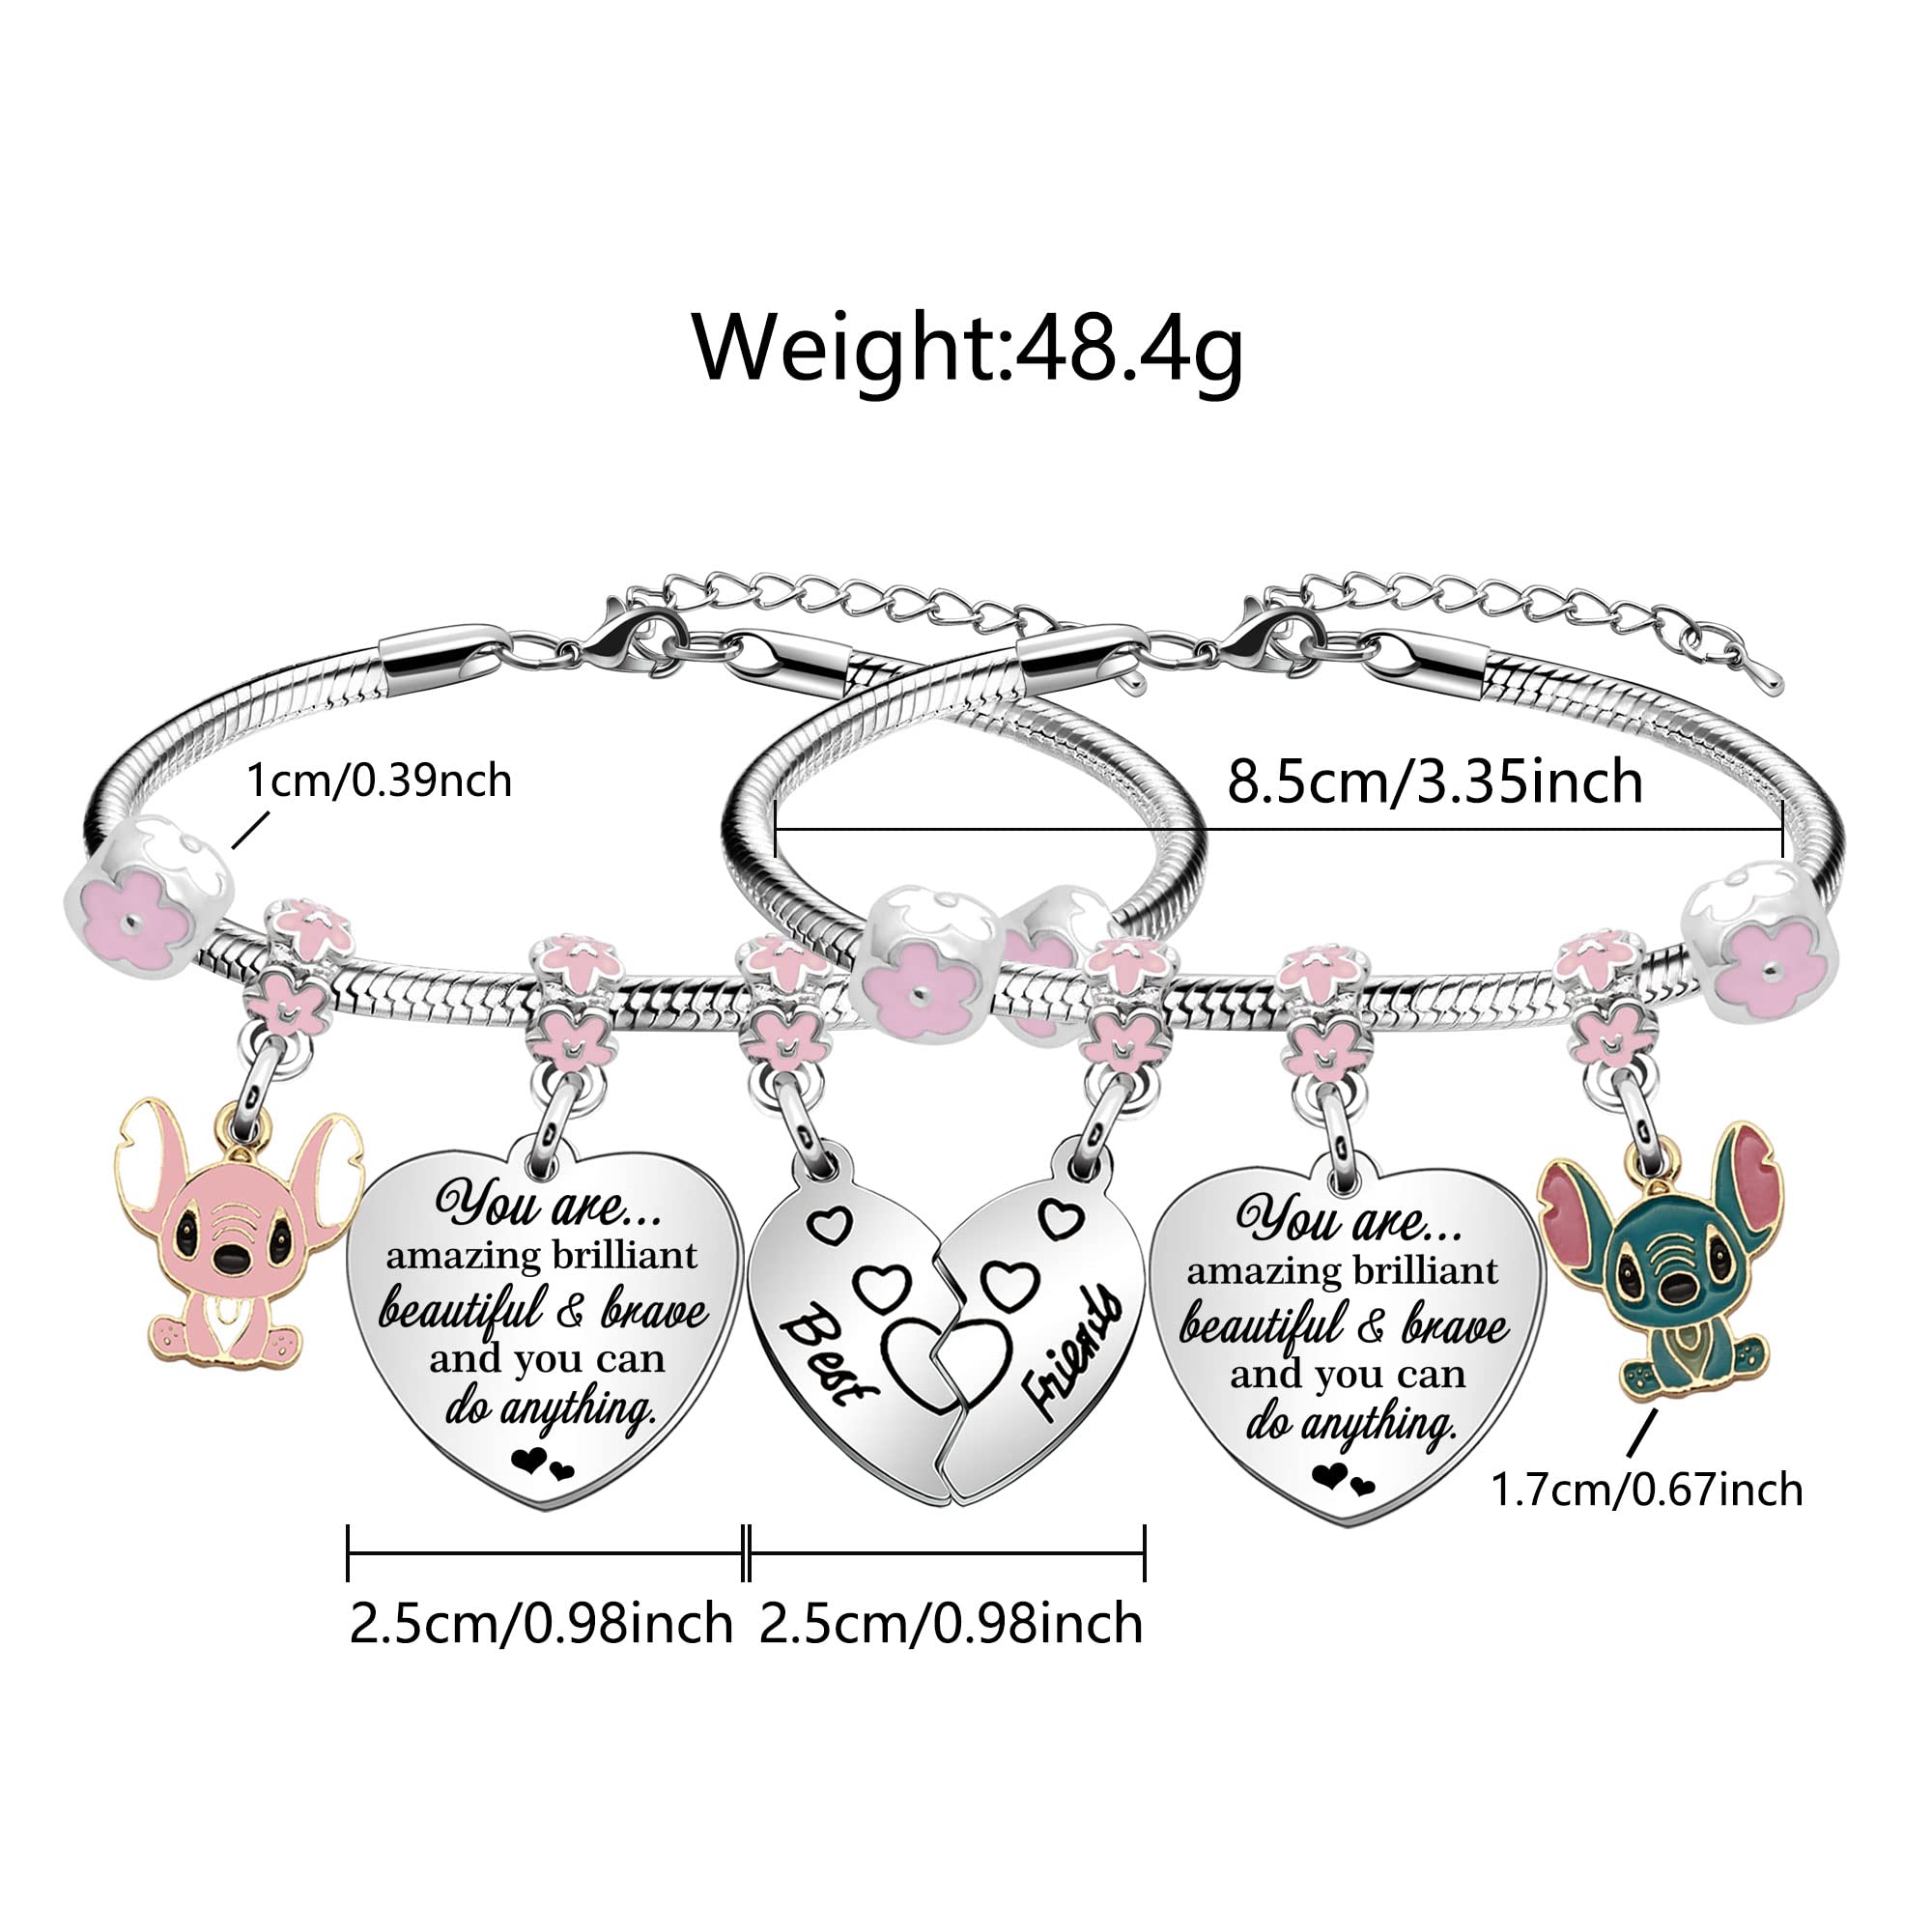 Weight:48.4g
1cm/0.39nch
8.5cm/3.35inch
You are...
amazing brilliant
beautiful & brave
and you can
do anything.
Best
Friends
You are...
amazing brilliant
beautiful & brave
and you can
do anything.
1.7cm/0.67inch
2.5cm/0.98inch
2.5cm/0.98inch